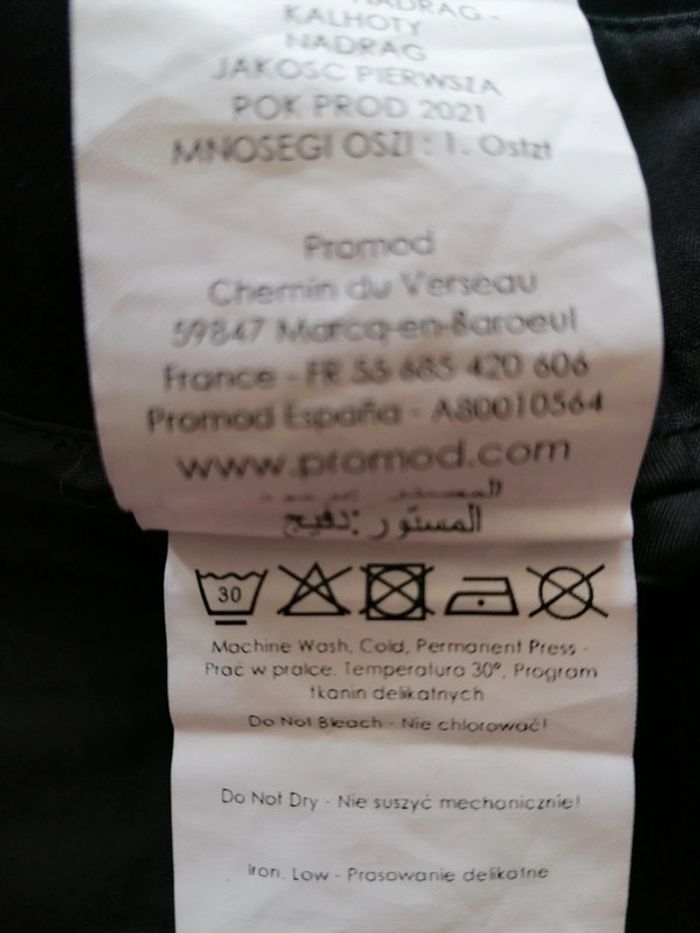 NADRAG -
KALHOTY
NADRAG
JAKOSC PIERWSZA
ROK PROD 2021
MNOSEGI OSZI : 1. Osztzt
Promod
Chemin du Verseau
59847 Marcq-en-Baroeul
France - FR 55 685 420 606
Promod España - A80010564
www.promod.com
المستورد:
30
Machine Wash, Cold, Permanent Press -
Prać w pralce. Temperatura 30°, Program
tkanin delikatnych
Do Not Bleach - Nie chlorować!
Do Not Dry - Nie suszyć mechanicznie!
Iron, Low - Prasowanie delikatne